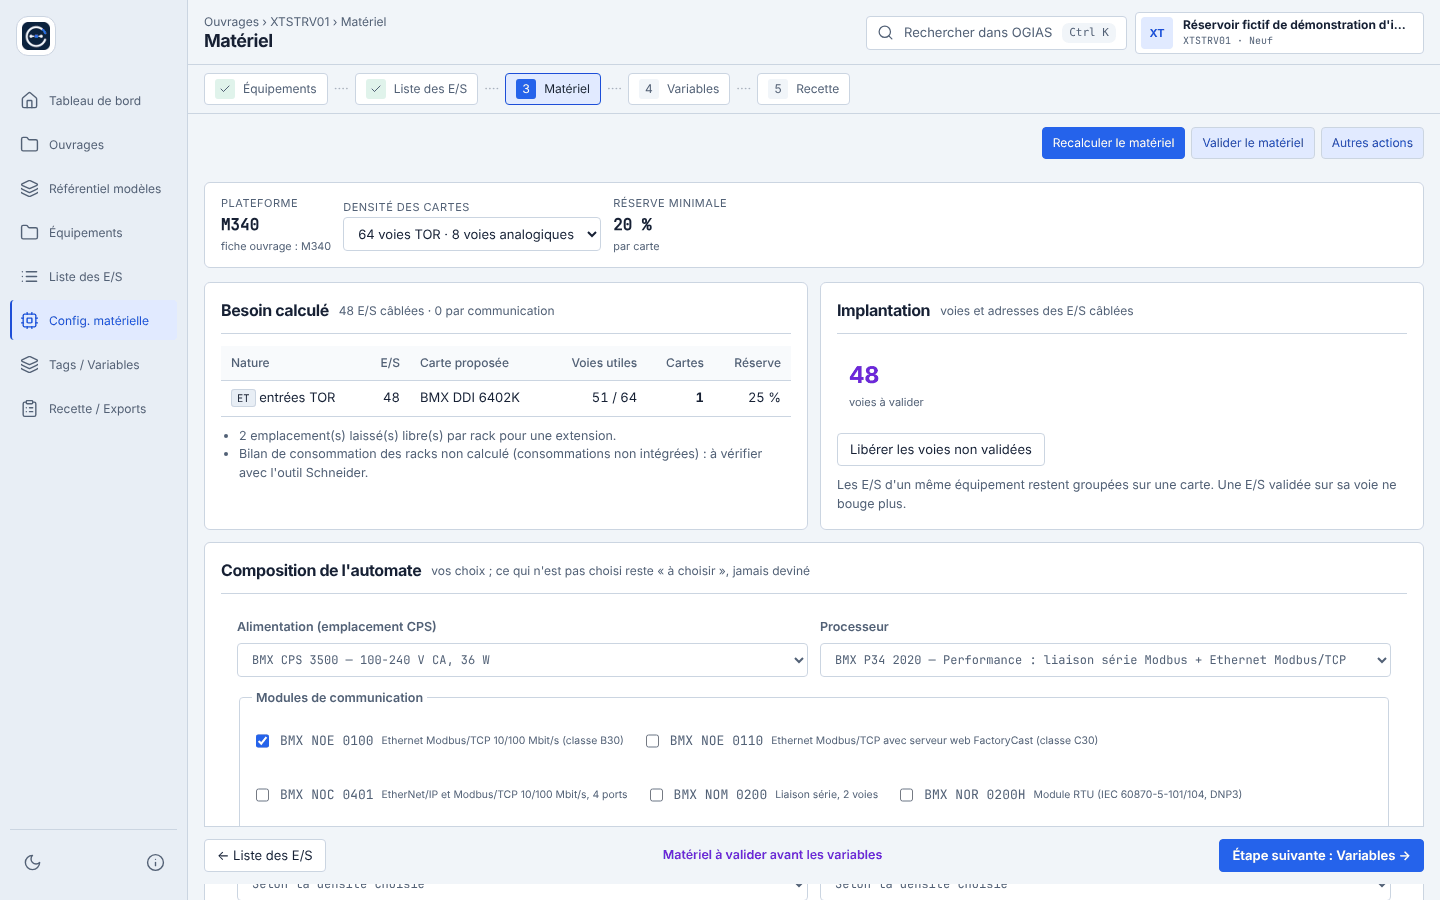 Ouvrages › XTSTRV01 › Matériel
Matériel
Rechercher dans OGIAS Ctrl K
XT
Réservoir fictif de démonstration d'i...
XTSTRV01 · Neuf
Tableau de bord
Ouvrages
Référentiel modèles
Équipements
Liste des E/S
Config. matérielle
Tags / Variables
Recette / Exports
Équipements
Liste des E/S
3 Matériel
4 Variables
5 Recette
Recalculer le matériel
Valider le matériel
Autres actions
PLATEFORME
M340
fiche ouvrage : M340
DENSITÉ DES CARTES
64 voies TOR · 8 voies analogiques
RÉSERVE MINIMALE
20 %
par carte
Besoin calculé 48 E/S câblées · 0 par communication
Nature E/S Carte proposée Voies utiles Cartes Réserve
ET entrées TOR 48 BMX DDI 6402K 51 / 64 1 25 %
• 2 emplacement(s) laissé(s) libre(s) par rack pour une extension.
• Bilan de consommation des racks non calculé (consommations non intégrées) : à vérifier
avec l'outil Schneider.
Implantation voies et adresses des E/S câblées
48
voies à valider
Libérer les voies non validées
Les E/S d'un même équipement restent groupées sur une carte. Une E/S validée sur sa voie ne
bouge plus.
Composition de l'automate vos choix ; ce qui n'est pas choisi reste « à choisir », jamais deviné
Alimentation (emplacement CPS)
BMX CPS 3500 — 100-240 V CA, 36 W
Processeur
BMX P34 2020 — Performance : liaison série Modbus + Ethernet Modbus/TCP
Modules de communication
BMX NOE 0100 Ethernet Modbus/TCP 10/100 Mbit/s (classe B30)
BMX NOE 0110 Ethernet Modbus/TCP avec serveur web FactoryCast (classe C30)
BMX NOC 0401 EtherNet/IP et Modbus/TCP 10/100 Mbit/s, 4 ports
BMX NOM 0200 Liaison série, 2 voies
BMX NOR 0200H Module RTU (IEC 60870-5-101/104, DNP3)
← Liste des E/S
Matériel à valider avant les variables
Étape suivante : Variables →
Selon la densité choisie
Selon la densité choisie